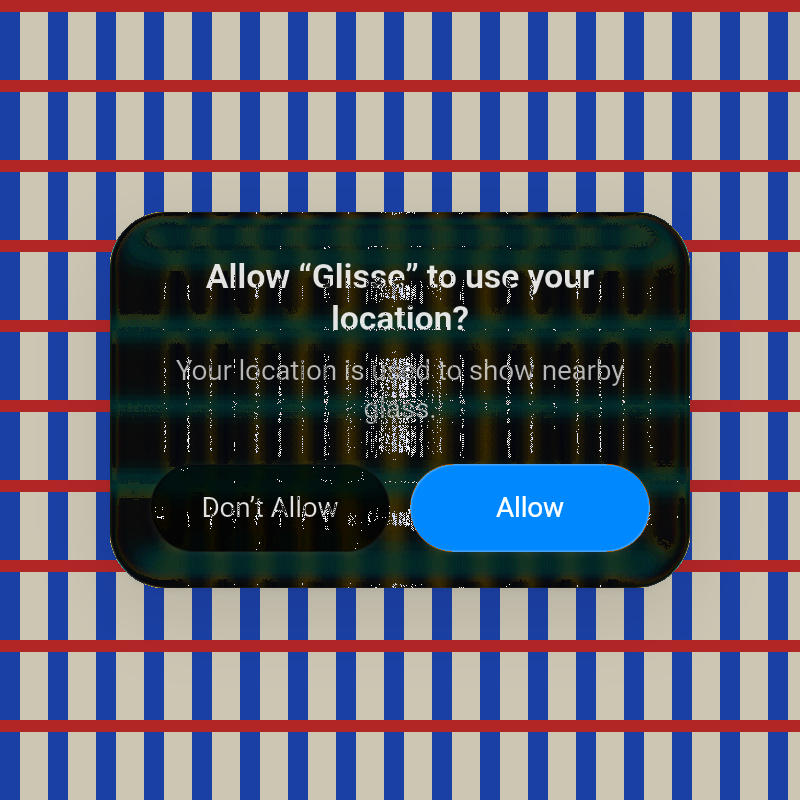 Allow “Glisse” to use your
location?
Your location is used to show nearby
glass.
Don’t Allow
Allow